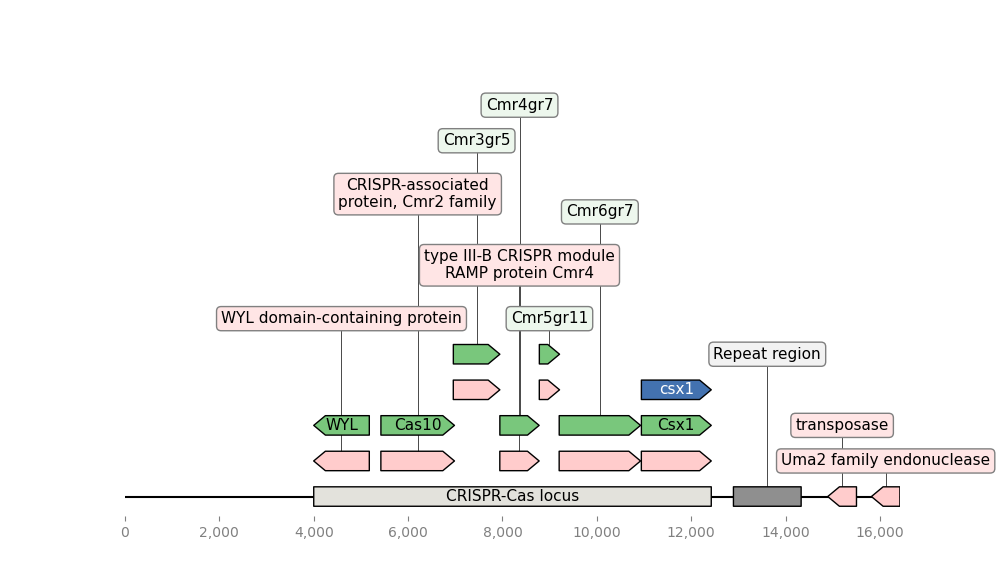 Cmr4gr7
Cmr3gr5
CRISPR-associated
protein, Cmr2 family
Cmr6gr7
type III-B CRISPR module
RAMP protein Cmr4
WYL domain-containing protein
Cmr5gr11
Repeat region
csx1
WYL
Cas10
Csx1
transposase
Uma2 family endonuclease
CRISPR-Cas locus
0 2,000 4,000 6,000 8,000 10,000 12,000 14,000 16,000